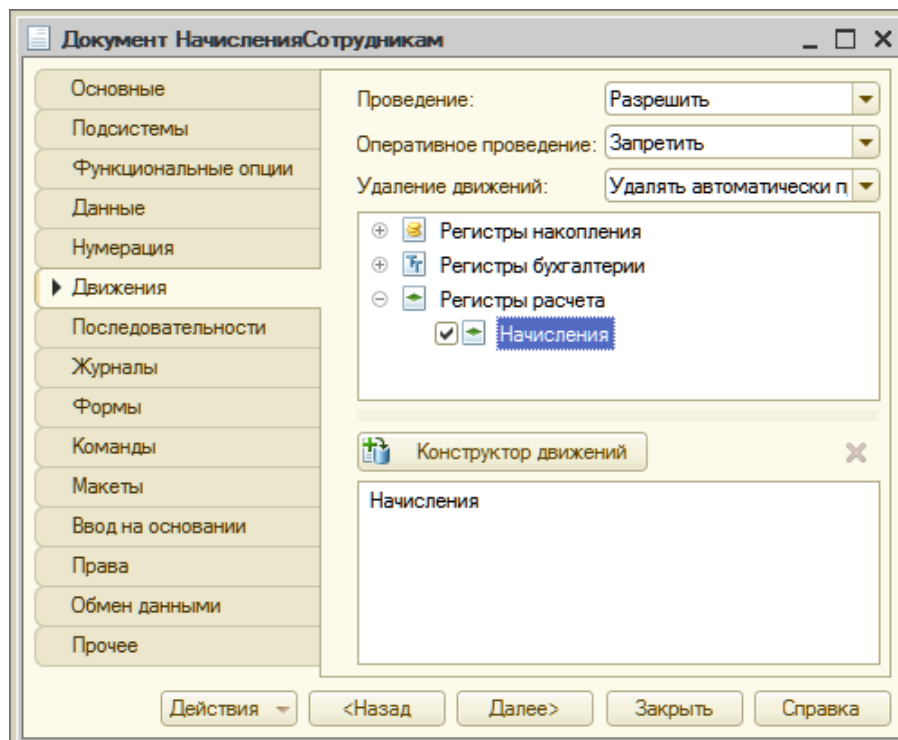 Документ НачисленияСотрудникам
Основные
Подсистемы
Функциональные опции
Данные
Нумерация
Движения
Последовательности
Журналы
Формы
Команды
Макеты
Ввод на основании
Права
Обмен данными
Прочее
Проведение: Разрешить
Оперативное проведение: Запретить
Удаление движений: Удалять автоматически п
Регистры накопления
Регистры бухгалтерии
Регистры расчета
Начисления
Конструктор движений
Начисления
Действия <Назад Далее> Закрыть Справка